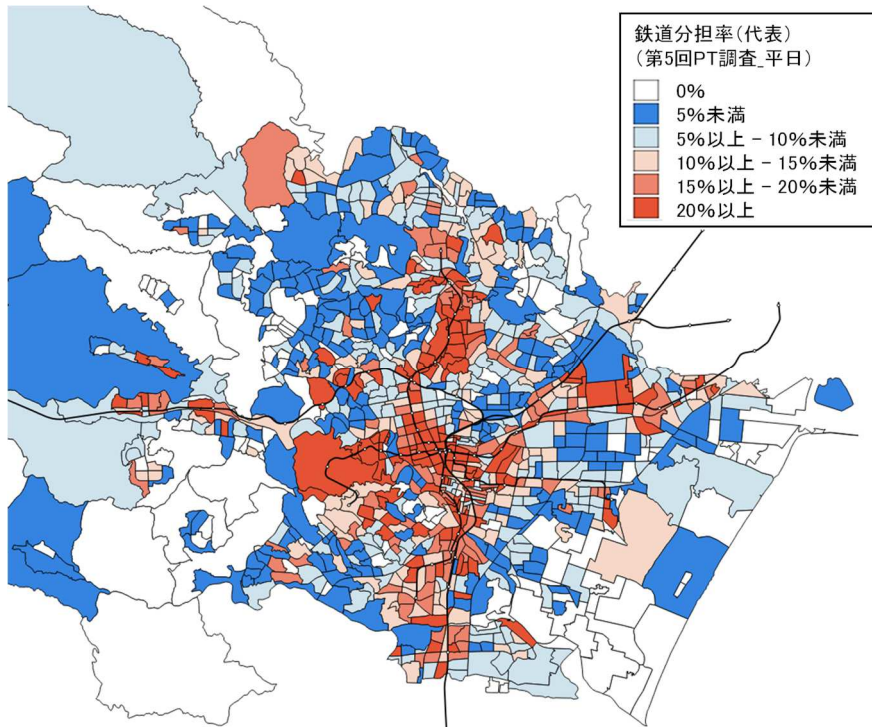 鉄道分担率(代表)
(第5回PT調査_平日)
0%
5%未満
5%以上 - 10%未満
10%以上 - 15%未満
15%以上 - 20%未満
20%以上